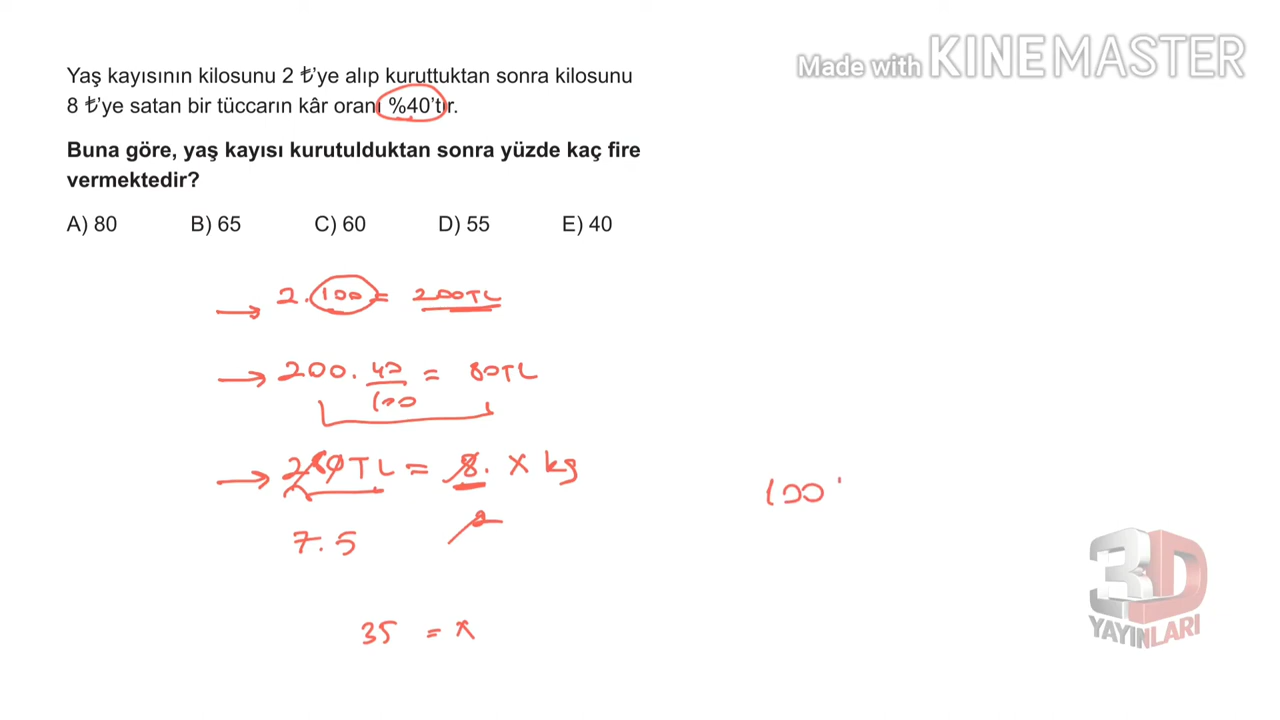 Made with KINEMASTER
Yaş kayısının kilosunu 2 ₺'ye alıp kuruttuktan sonra kilosunu
8 ₺'ye satan bir tüccarın kâr oranı %40'tır.
Buna göre, yaş kayısı kurutulduktan sonra yüzde kaç fire
vermektedir?
A) 80 B) 65 C) 60 D) 55 E) 40
2.100 = 200TL
200. 40/100 = 80TL
280TL = 8. x kg
100
7.5
35 = x
3D
YAYINLARI